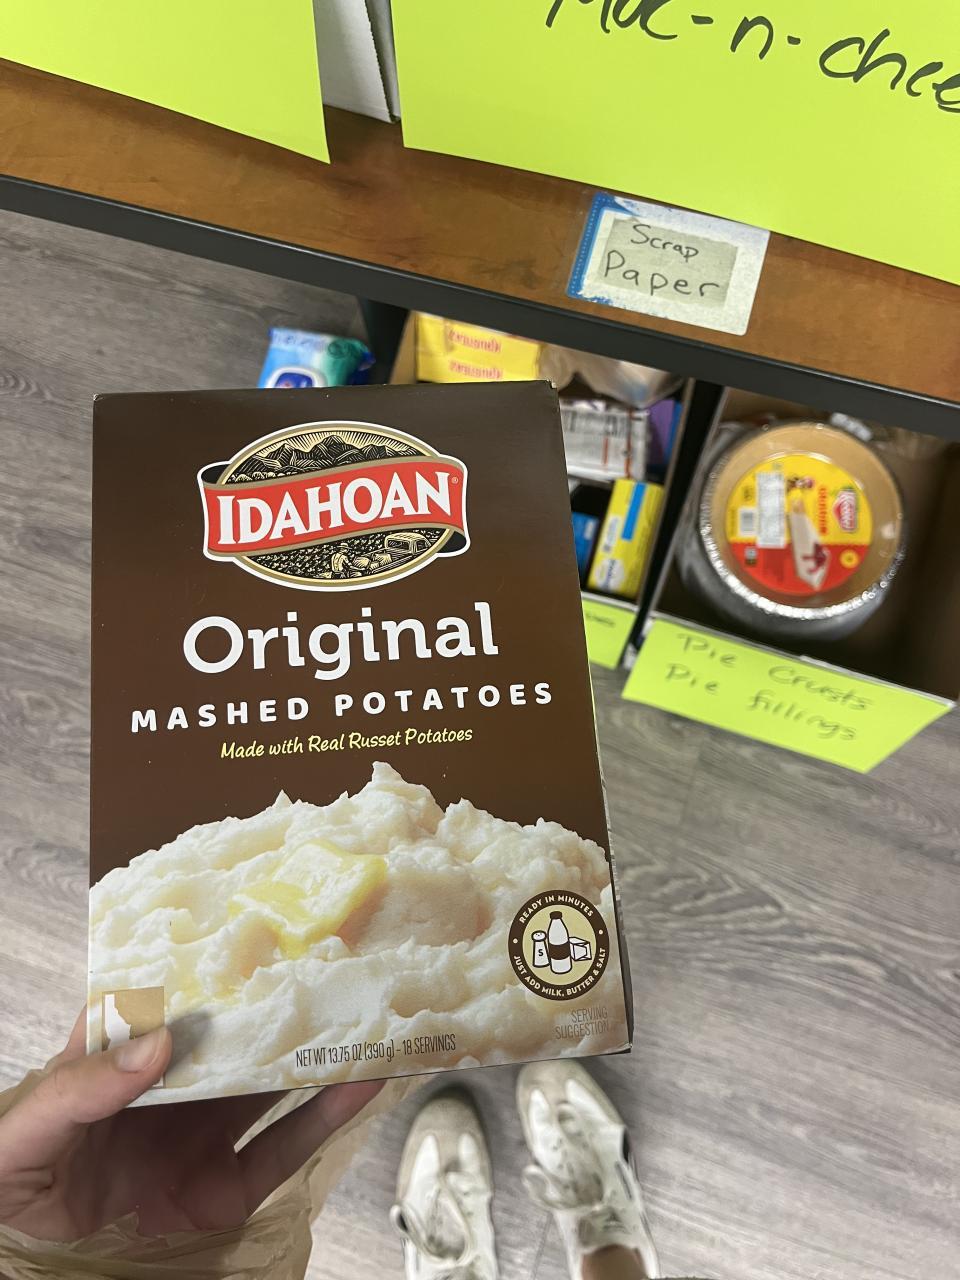 Mac-n-chee
Scrap
Paper
IDAHOAN®
Original
MASHED POTATOES
Made with Real Russet Potatoes
READY IN MINUTES
S
JUST ADD MILK, BUTTER & SALT
SERVING
SUGGESTION
NET WT 13.75 OZ (390 g) - 18 SERVINGS
Keebler
Pie Crusts
Pie fillings